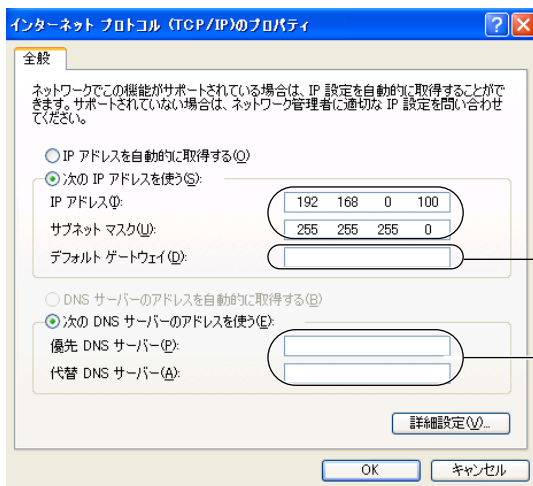 インターネット プロトコル (TCP/IP)のプロパティ
全般
ネットワークでこの機能がサポートされている場合は、IP 設定を自動的に取得することがで
きます。サポートされていない場合は、ネットワーク管理者に適切な IP 設定を問い合わせ
てください。
IP アドレスを自動的に取得する(O)
次の IP アドレスを使う(S):
IP アドレス(I): 192 168 0 100
サブネット マスク(U): 255 255 255 0
デフォルト ゲートウェイ(D):
DNS サーバーのアドレスを自動的に取得する(B)
次の DNS サーバーのアドレスを使う(E):
優先 DNS サーバー(P):
代替 DNS サーバー(A):
詳細設定(V)...
OK キャンセル